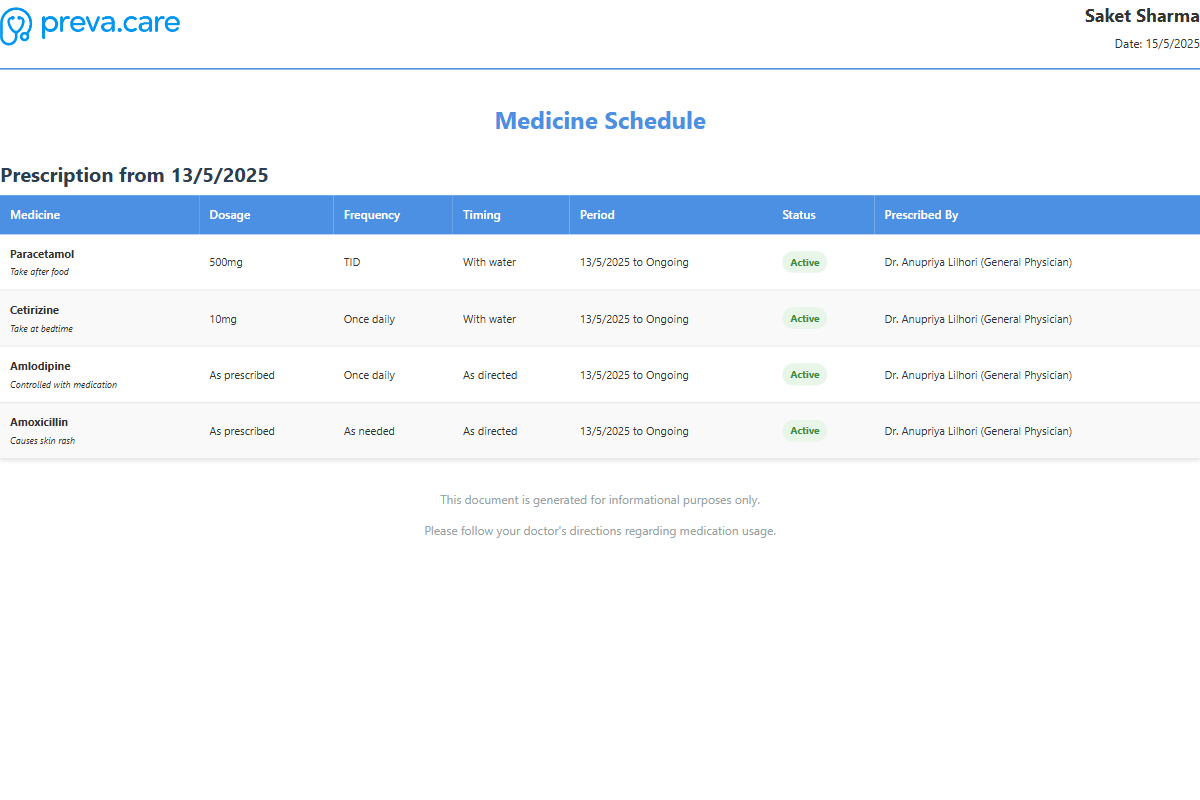 preva.care
Saket Sharma
Date: 15/5/2025
Medicine Schedule
Prescription from 13/5/2025
Medicine Dosage Frequency Timing Period Status Prescribed By
Paracetamol
Take after food
500mg TID With water 13/5/2025 to Ongoing Active Dr. Anupriya Lilhori (General Physician)
Cetirizine
Take at bedtime
10mg Once daily With water 13/5/2025 to Ongoing Active Dr. Anupriya Lilhori (General Physician)
Amlodipine
Controlled with medication
As prescribed Once daily As directed 13/5/2025 to Ongoing Active Dr. Anupriya Lilhori (General Physician)
Amoxicillin
Causes skin rash
As prescribed As needed As directed 13/5/2025 to Ongoing Active Dr. Anupriya Lilhori (General Physician)
This document is generated for informational purposes only.
Please follow your doctor's directions regarding medication usage.